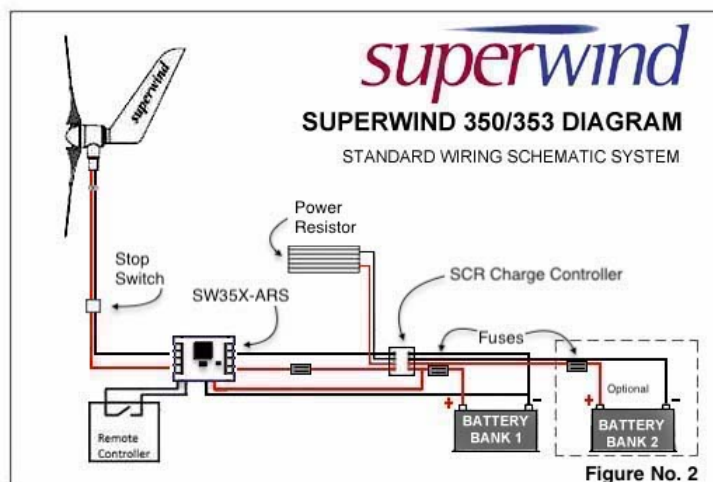 superwind
superwind
SUPERWIND 350/353 DIAGRAM
STANDARD WIRING SCHEMATIC SYSTEM
Power
Resistor
Stop
Switch
SW35X-ARS
SCR Charge Controller
Fuses
Optional
+
-
+
-
Remote
Controller
BATTERY
BANK 1
BATTERY
BANK 2
Figure No. 2